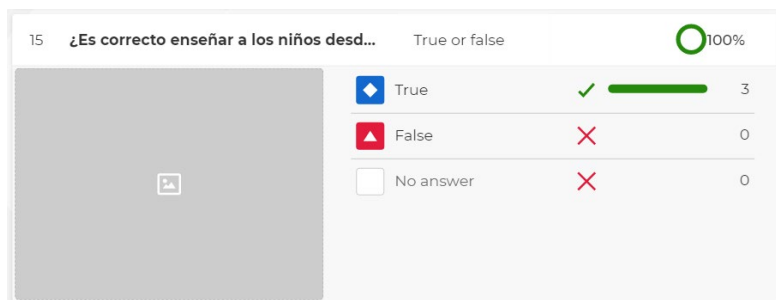 15 ¿Es correcto enseñar a los niños desd... True or false 100%
True 3
False 0
No answer 0